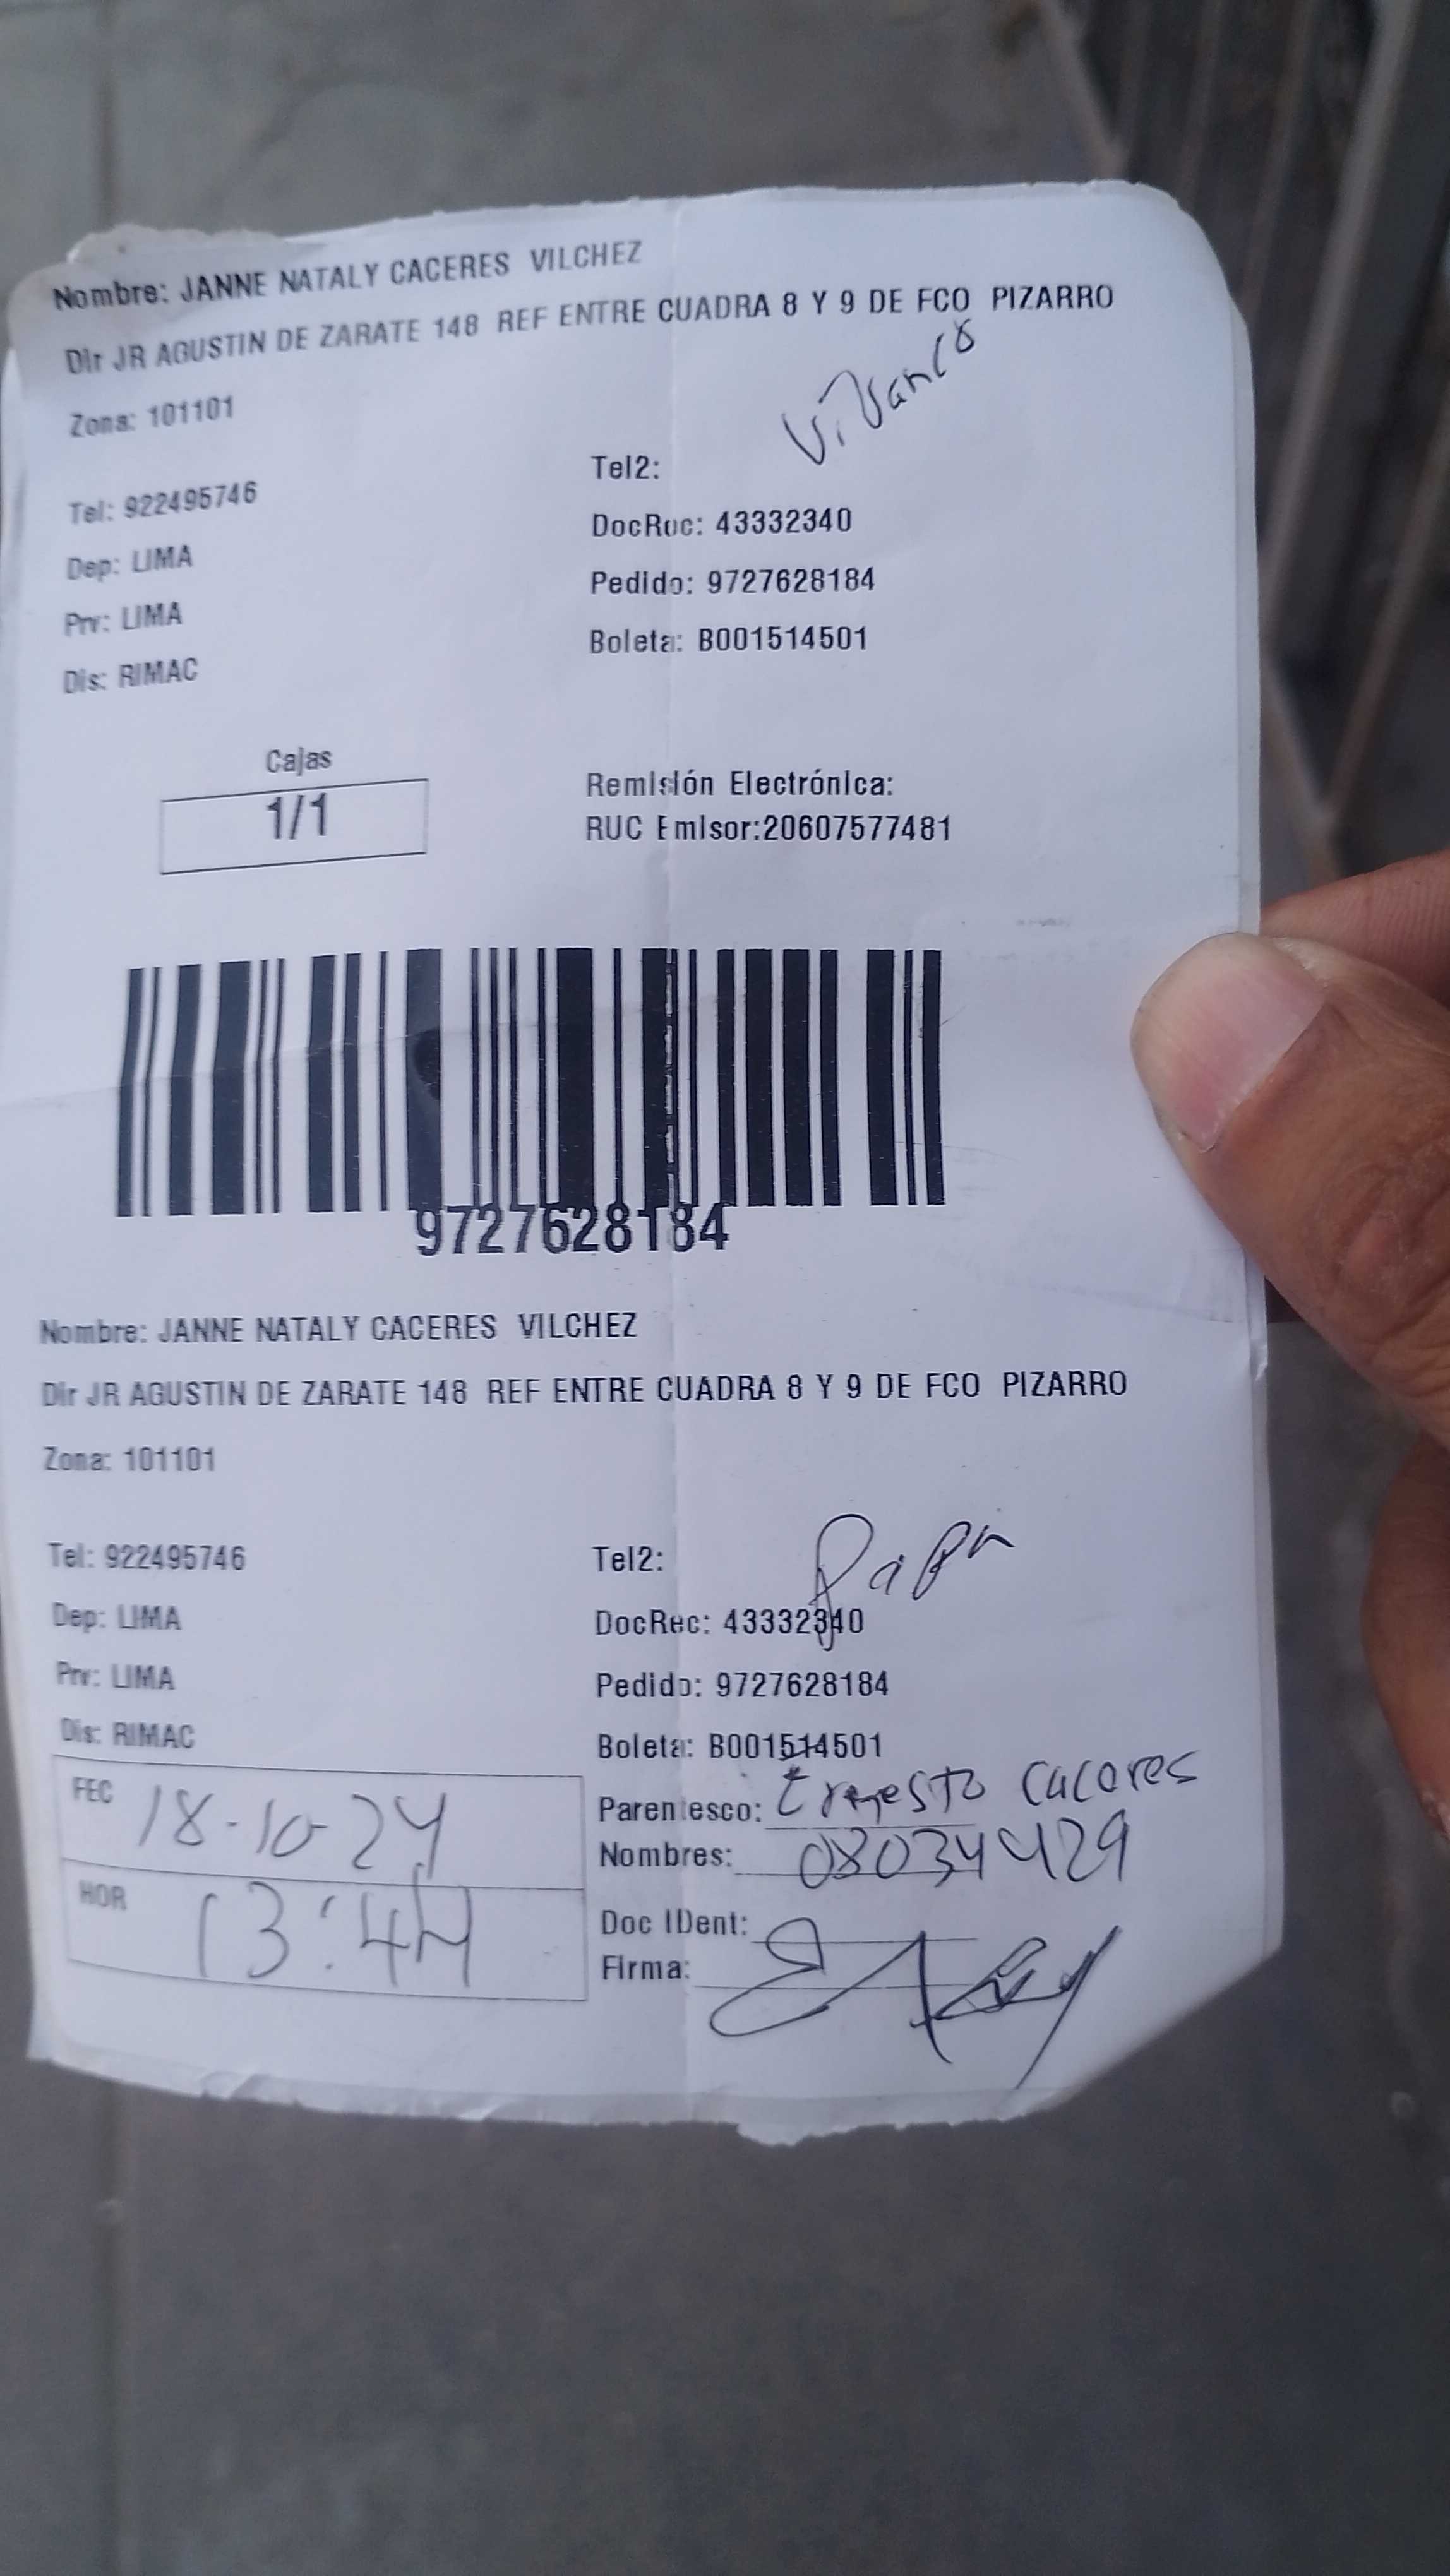 Nombre: JANNE NATALY CACERES VILCHEZ
Dir JR AGUSTIN DE ZARATE 148 REF ENTRE CUADRA 8 Y 9 DE FCO PIZARRO
Zona: 101101
Vivanco
Tel: 922495746
Tel2:
Dep: LIMA
DocRec: 43332340
Prv: LIMA
Pedido: 9727628184
Dis: RIMAC
Boleta: B001514501
Cajas
1/1
Remisión Electrónica:
RUC Emisor:20607577481
9727628184
Nombre: JANNE NATALY CACERES VILCHEZ
Dir JR AGUSTIN DE ZARATE 148 REF ENTRE CUADRA 8 Y 9 DE FCO PIZARRO
Zona: 101101
Papa
Tel: 922495746
Tel2:
Dep: LIMA
DocRec: 43332340
Prv: LIMA
Pedido: 9727628184
Dis: RIMAC
Boleta: B001514501
FEC 18-10-24
HOR 13:44
Parentesco: Ernesto Caceres
Nombres: 08034429
Doc IDent:
Firma: